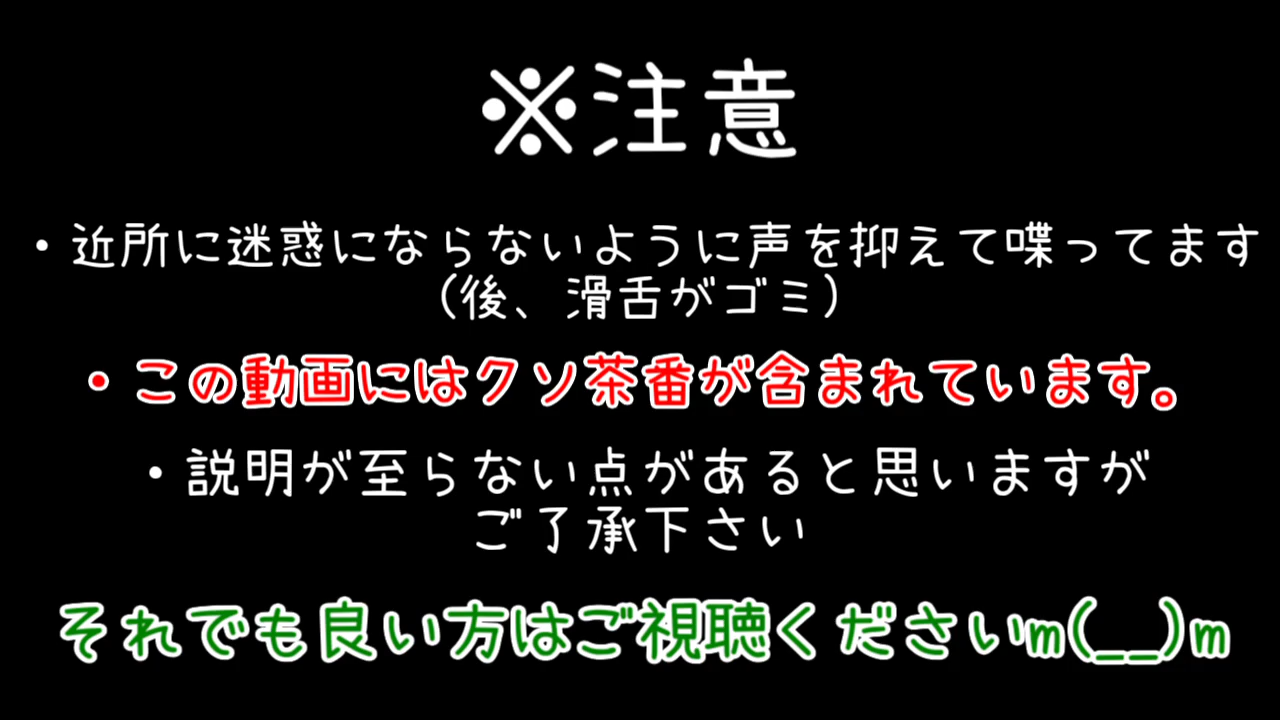 ※注意
・近所に迷惑にならないように声を抑えて喋ってます
(後、滑舌がゴミ)
・この動画にはクソ茶番が含まれています。
・説明が至らない点があると思いますが
ご了承下さい
それでも良い方はご視聴くださいm(__)m